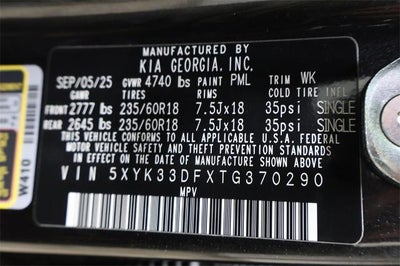 MANUFACTURED BY
KIA GEORGIA, INC.
SEP/05/25 GVWR 4740 lbs PAINT PML TRIM WK
GAWR TIRES RIMS COLD TIRE INFL
FRONT 2777 lbs 235/60R18 7.5Jx18 35psi SINGLE
REAR 2645 lbs 235/60R18 7.5Jx18 35psi SINGLE
THIS VEHICLE CONFORMS TO ALL APPLICABLE U.S.A. FEDERAL
MOTOR VEHICLE SAFETY AND THEFT PREVENTION STANDARDS
IN EFFECT ON THE DATE OF MANUFACTURE SHOWN ABOVE.
VIN 5XYK33DFXTG370290
MPV
W410